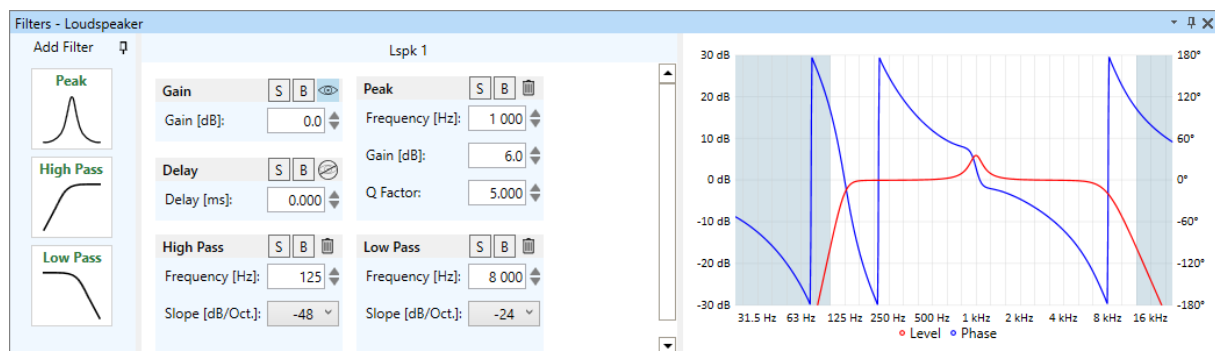 Filters - Loudspeaker
Add Filter
Peak
High Pass
Low Pass
Lspk 1
Gain S B
Gain [dB]: 0.0
Delay S B
Delay [ms]: 0.000
High Pass S B
Frequency [Hz]: 125
Slope [dB/Oct.]: -48
Peak S B
Frequency [Hz]: 1 000
Gain [dB]: 6.0
Q Factor: 5.000
Low Pass S B
Frequency [Hz]: 8 000
Slope [dB/Oct.]: -24
30 dB 180°
20 dB 120°
10 dB 60°
0 dB 0°
-10 dB -60°
-20 dB -120°
-30 dB -180°
31.5 Hz 63 Hz 125 Hz 250 Hz 500 Hz 1 kHz 2 kHz 4 kHz 8 kHz 16 kHz
Level Phase